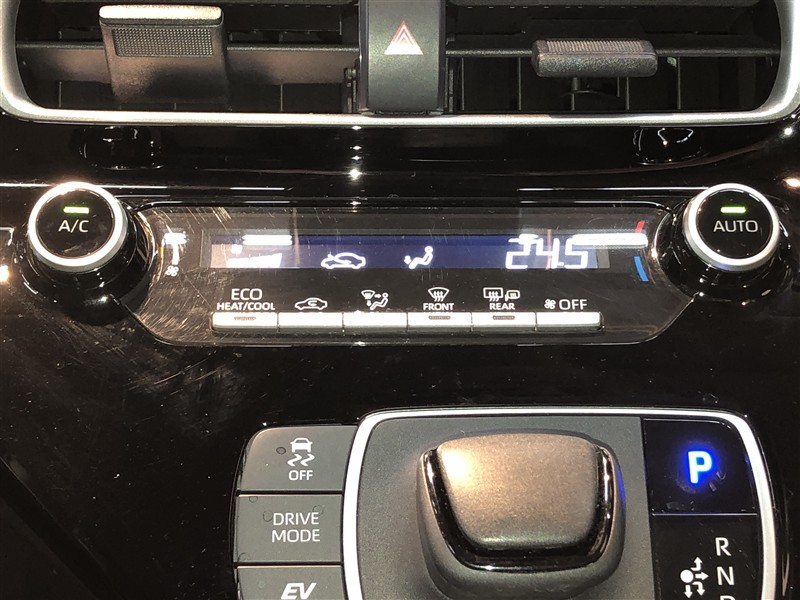 A/C
24.5
AUTO
ECO
HEAT/COOL
FRONT
REAR
OFF
OFF
DRIVE
MODE
EV
P
R
N